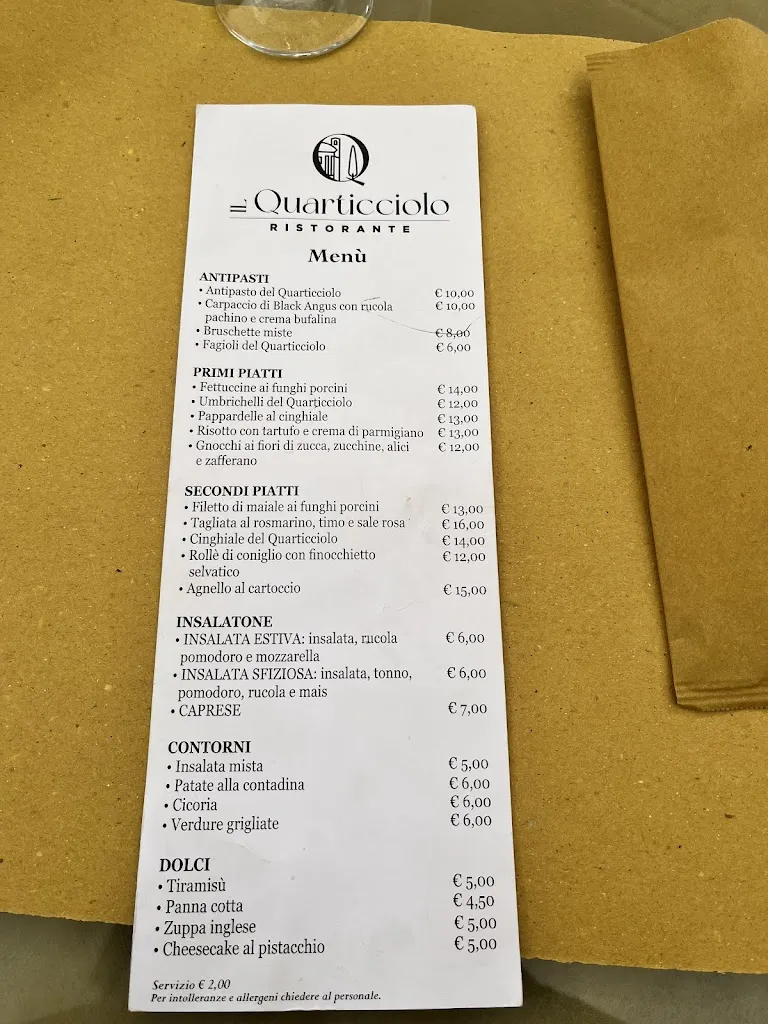 IL Quarticciolo
RISTORANTE
Menù
ANTIPASTI
• Antipasto del Quarticciolo € 10,00
• Carpaccio di Black Angus con rucola € 10,00
pachino e crema bufalina
• Bruschette miste € 8,00
• Fagioli del Quarticciolo € 6,00
PRIMI PIATTI
• Fettuccine ai funghi porcini € 14,00
• Umbrichelli del Quarticciolo € 12,00
• Pappardelle al cinghiale € 13,00
• Risotto con tartufo e crema di parmigiano € 13,00
• Gnocchi ai fiori di zucca, zucchine, alici € 12,00
e zafferano
SECONDI PIATTI
• Filetto di maiale ai funghi porcini € 13,00
• Tagliata al rosmarino, timo e sale rosa € 16,00
• Cinghiale del Quarticciolo € 14,00
• Rollè di coniglio con finocchietto € 12,00
selvatico
• Agnello al cartoccio € 15,00
INSALATONE
• INSALATA ESTIVA: insalata, rucola € 6,00
pomodoro e mozzarella
• INSALATA SFIZIOSA: insalata, tonno, € 6,00
pomodoro, rucola e mais
• CAPRESE € 7,00
CONTORNI
• Insalata mista € 5,00
• Patate alla contadina € 6,00
• Cicoria € 6,00
• Verdure grigliate € 6,00
DOLCI
• Tiramisù € 5,00
• Panna cotta € 4,50
• Zuppa inglese € 5,00
• Cheesecake al pistacchio € 5,00
Servizio € 2,00
Per intolleranze e allergeni chiedere al personale.